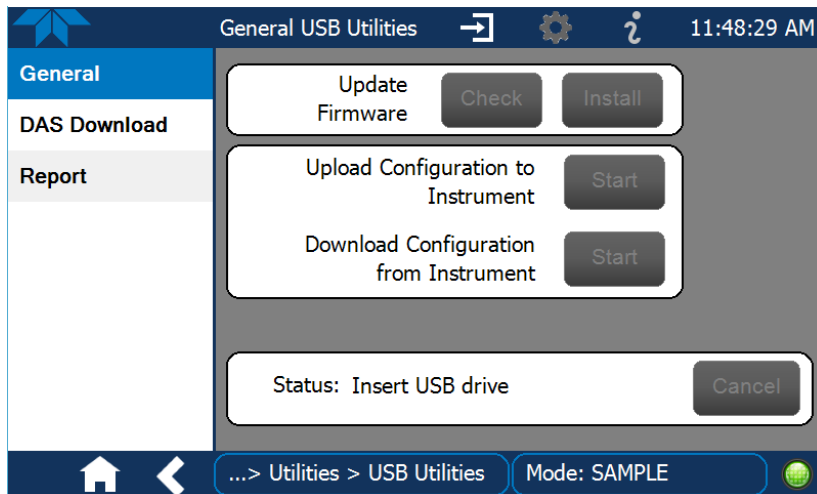 General USB Utilities
11:48:29 AM
General
DAS Download
Report
Update
Firmware
Check
Install
Upload Configuration to
Instrument
Start
Download Configuration
from Instrument
Start
Status: Insert USB drive
Cancel
...> Utilities > USB Utilities
Mode: SAMPLE